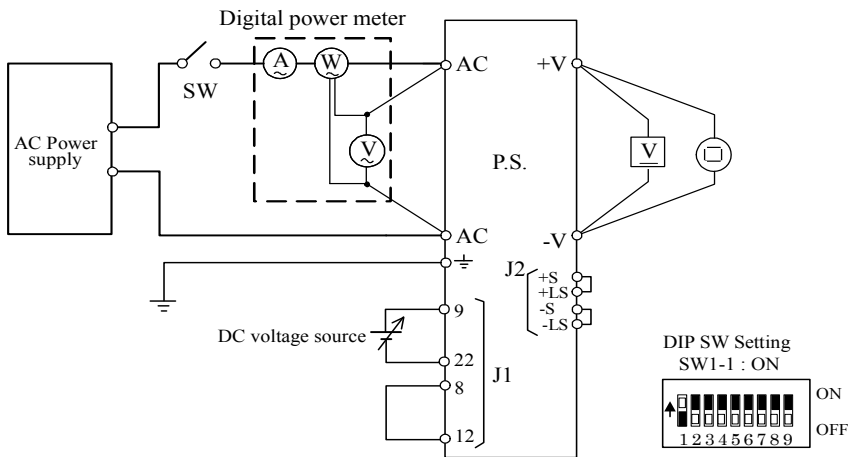 Digital power meter
A
W
AC
+V
SW
AC Power
supply
V
P.S.
V
AC
-V
J2
+S
+LS
-S
-LS
9
DC voltage source
22
J1
8
12
DIP SW Setting
SW1-1 : ON
ON
OFF
1 2 3 4 5 6 7 8 9